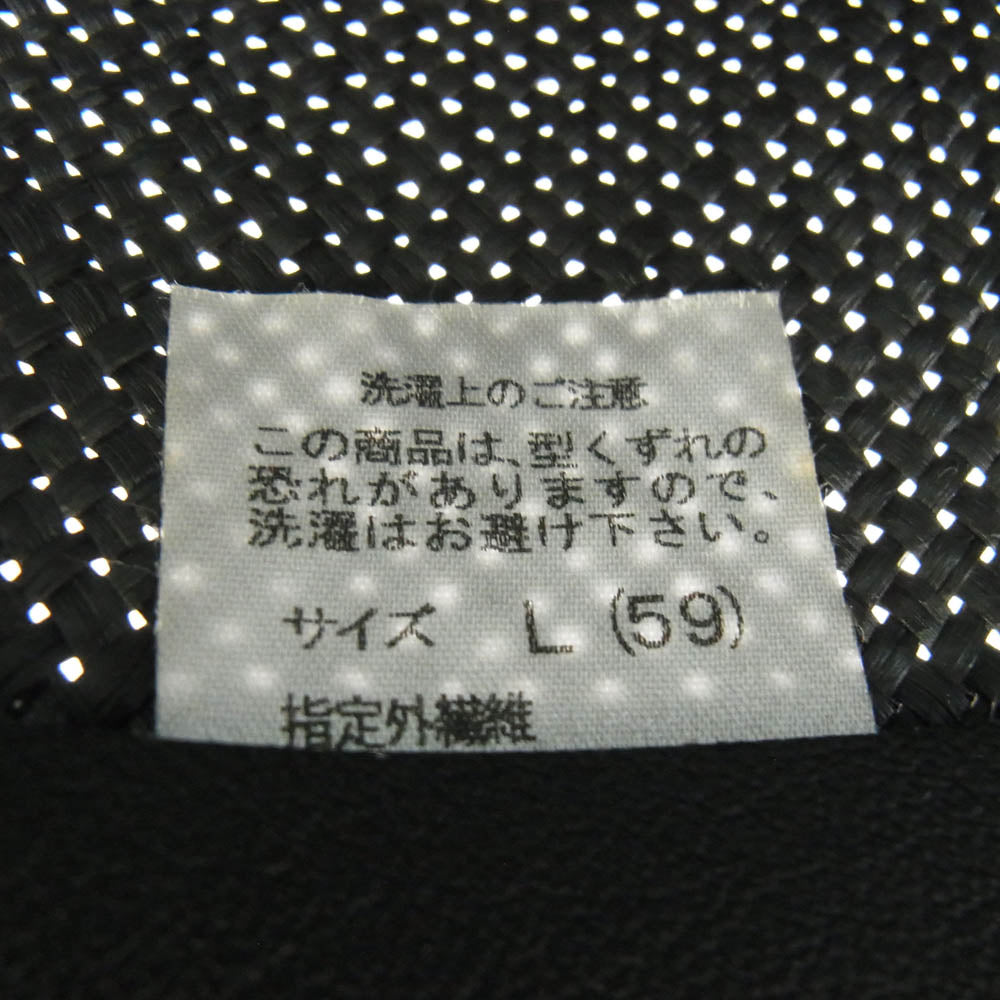 洗濯上のご注意
この商品は、型くずれの
恐れがありますので、
洗濯はお避け下さい。
サイズ L (59)
指定外繊維